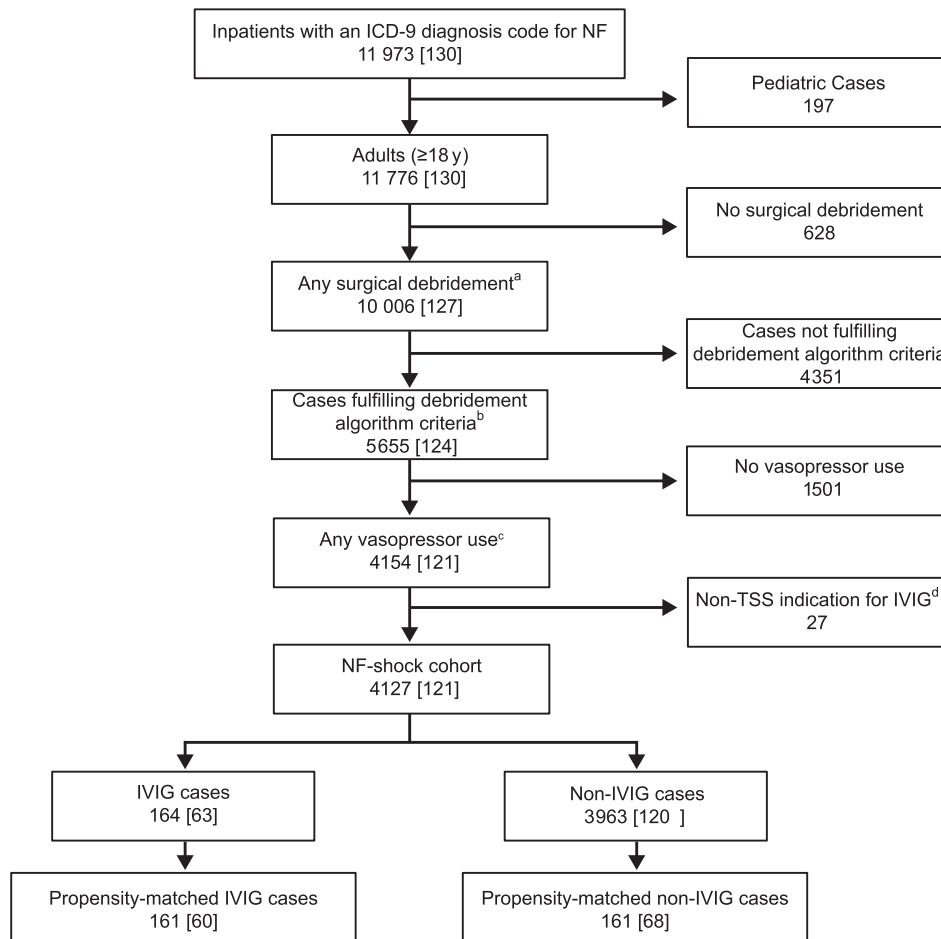 Inpatients with an ICD-9 diagnosis code for NF
11 973 [130]
Pediatric Cases
197
Adults (≥18 y)
11 776 [130]
No surgical debridement
628
Any surgical debridementᵃ
10 006 [127]
Cases not fulfilling
debridement algorithm criteria
4351
Cases fulfilling debridement
algorithm criteriaᵇ
5655 [124]
No vasopressor use
1501
Any vasopressor useᶜ
4154 [121]
Non-TSS indication for IVIGᵈ
27
NF-shock cohort
4127 [121]
IVIG cases
164 [63]
Non-IVIG cases
3963 [120 ]
Propensity-matched IVIG cases
161 [60]
Propensity-matched non-IVIG cases
161 [68]